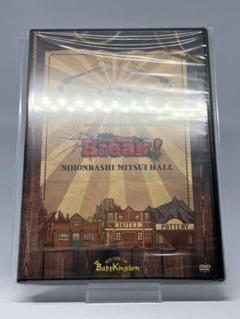 Break!
NIHONBASHI MITSUI HALL
HOTEL
POTTERY
BabyKingdom
DVD